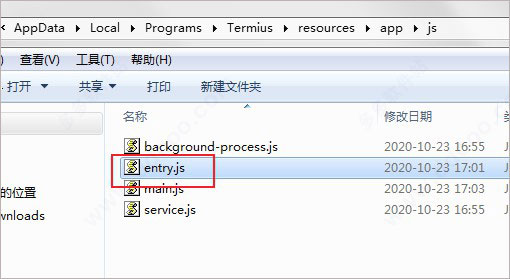 AppData ▸ Local ▸ Programs ▸ Termius ▸ resources ▸ app ▸ js
查看(V) 工具(T) 帮助(H)
打开 ▼ 共享 ▼ 打印 新建文件夹
名称 修改日期
background-process.js 2020-10-23 16:55
entry.js 2020-10-23 17:01
的位置 main.js 2020-10-23 17:03
wnloads service.js 2020-10-23 16:55